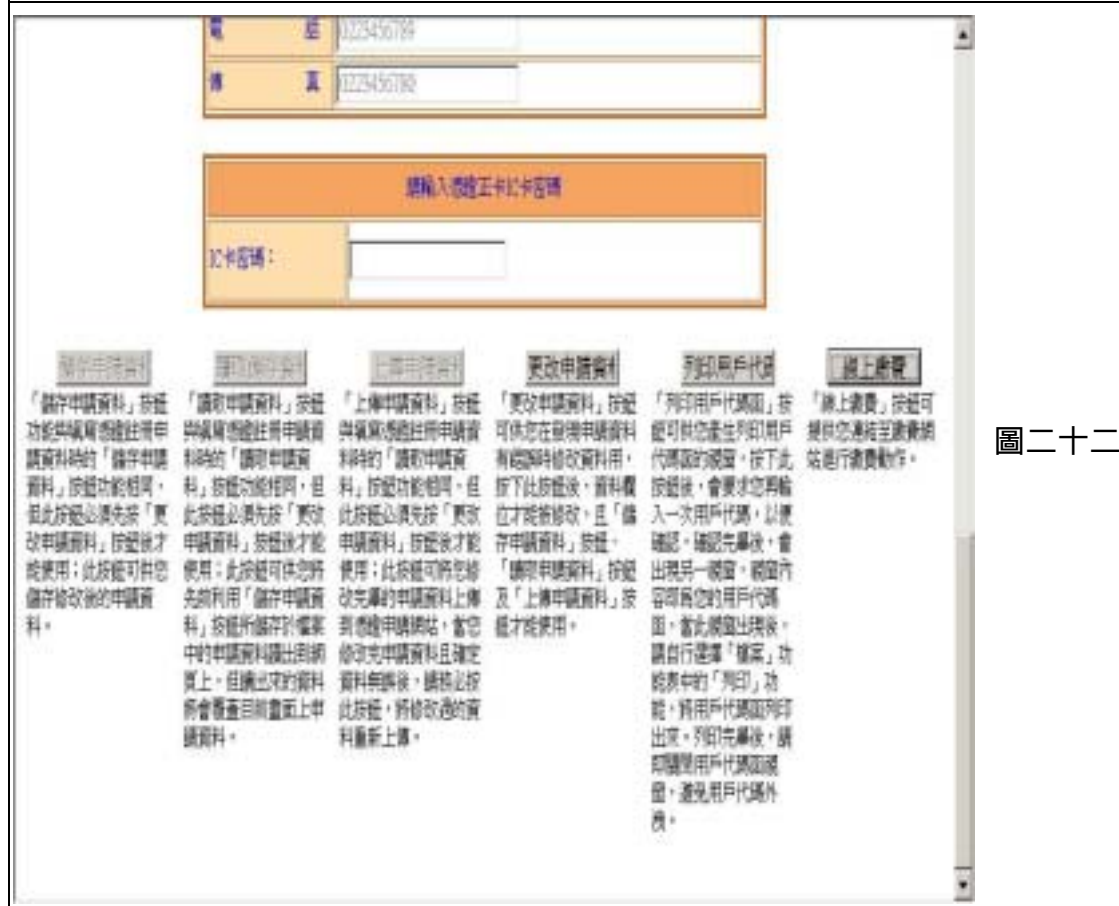 電 話 0223456789
傳 真 0223456780
請輸入憑證正卡IC卡密碼
IC卡密碼：
儲存申請資料
讀取申請資料
上傳申請資料
更改申請資料
列印用戶代碼
線上繳費
「儲存申請資料」按鈕
功能與填寫憑證註冊申
請資料時的「儲存申請
資料」按鈕功能相同，
但此按鈕必須先按「更
改申請資料」按鈕後才
能使用；此按鈕可供您
儲存修改後的申請資
料。
「讀取申請資料」按鈕
與填寫憑證註冊申請資
料時的「讀取申請資
料」按鈕功能相同，但
此按鈕必須先按「更改
申請資料」按鈕後才能
使用；此按鈕可供您將
先前利用「儲存申請資
料」按鈕所儲存於檔案
中的申請資料讀出到網
頁上，但讀出來的資料
將會覆蓋目前畫面上申
請資料。
「上傳申請資料」按鈕
與填寫憑證註冊申請資
料時的「讀取申請資
料」按鈕功能相同，但
此按鈕必須先按「更改
申請資料」按鈕後才能
使用；此按鈕可將您修
改完畢的申請資料上傳
到憑證申請網站，當您
修改完申請資料且確定
資料無誤後，請務必按
此按鈕，將修改過的資
料重新上傳。
「更改申請資料」按鈕
可供您在發現申請資料
有錯誤時修改資料用，
按下此按鈕後，資料欄
位才能被修改，且「儲
存申請資料」按鈕、
「讀取申請資料」按鈕
及「上傳申請資料」按
鈕才能使用。
「列印用戶代碼函」按
鈕可供您產生列印用戶
代碼函的視窗，按下此
按鈕後，會要求您再輸
入一次用戶代碼，以便
確認。確認完畢後，會
出現另一視窗，視窗內
容即為您的用戶代碼
函，當此視窗出現後，
請自行選擇「檔案」功
能表中的「列印」功
能，將用戶代碼函列印
出來。列印完畢後，請
即關閉用戶代碼函視
窗，避免用戶代碼外
洩。
「線上繳費」按鈕可
提供您連結至繳費網
站進行繳費動作。
圖二十二